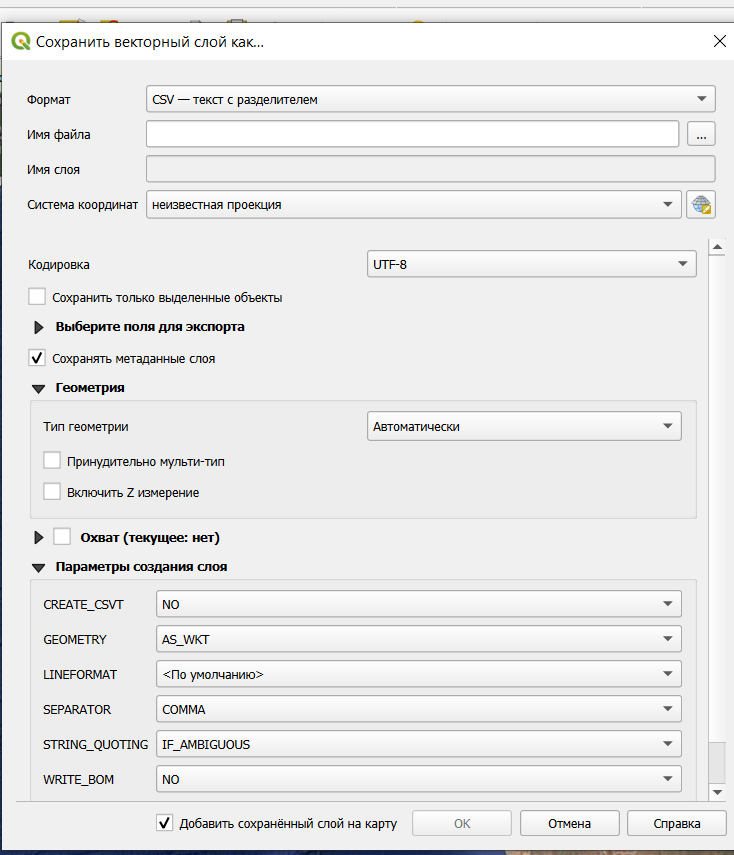 Сохранить векторный слой как...
Формат CSV — текст с разделителем
Имя файла ...
Имя слоя
Система координат неизвестная проекция
Кодировка UTF-8
Сохранить только выделенные объекты
Выберите поля для экспорта
Сохранять метаданные слоя
Геометрия
Тип геометрии Автоматически
Принудительно мульти-тип
Включить Z измерение
Охват (текущее: нет)
Параметры создания слоя
CREATE_CSVT NO
GEOMETRY AS_WKT
LINEFORMAT <По умолчанию>
SEPARATOR COMMA
STRING_QUOTING IF_AMBIGUOUS
WRITE_BOM NO
Добавить сохранённый слой на карту OK Отмена Справка